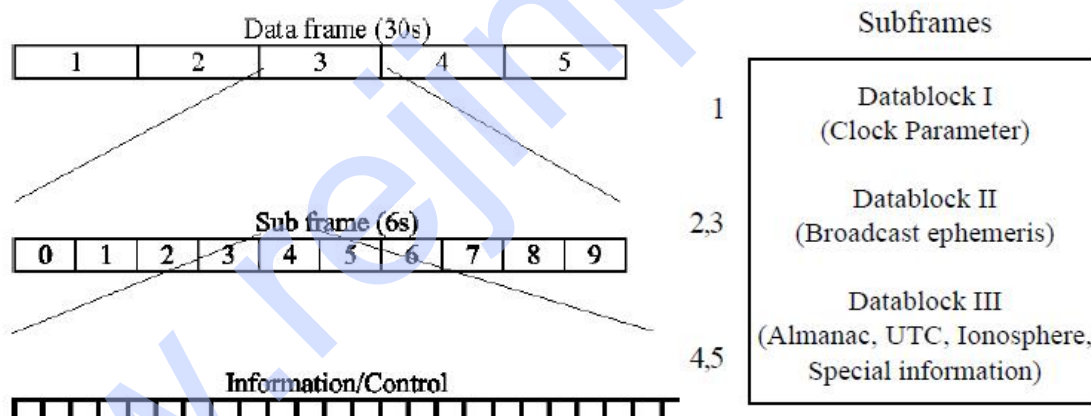 Data frame (30s)
1 2 3 4 5
Sub frame (6s)
0 1 2 3 4 5 6 7 8 9
Information/Control
Subframes
1
Datablock I
(Clock Parameter)
2,3
Datablock II
(Broadcast ephemeris)
4,5
Datablock III
(Almanac, UTC, Ionosphere,
Special information)
w.rejinp